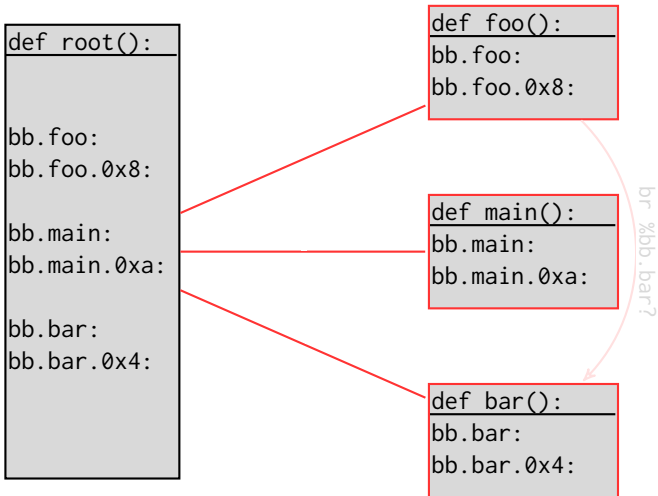 def root():
bb.foo:
bb.foo.0x8:
bb.main:
bb.main.0xa:
bb.bar:
bb.bar.0x4:
def foo():
bb.foo:
bb.foo.0x8:
def main():
bb.main:
bb.main.0xa:
def bar():
bb.bar:
bb.bar.0x4:
br %bb.bar?